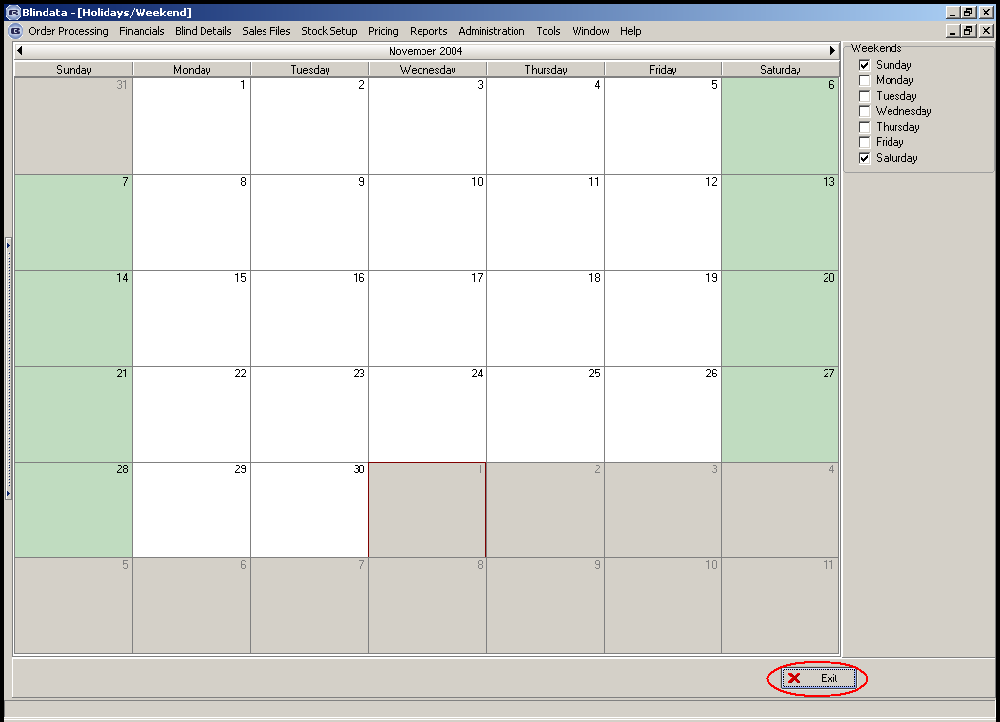 Blindata - [Holidays/Weekend]
Order Processing Financials Blind Details Sales Files Stock Setup Pricing Reports Administration Tools Window Help
November 2004
Sunday Monday Tuesday Wednesday Thursday Friday Saturday
31 1 2 3 4 5 6
7 8 9 10 11 12 13
14 15 16 17 18 19 20
21 22 23 24 25 26 27
28 29 30 1 2 3 4
5 6 7 8 9 10 11
Weekends
Sunday
Monday
Tuesday
Wednesday
Thursday
Friday
Saturday
Exit